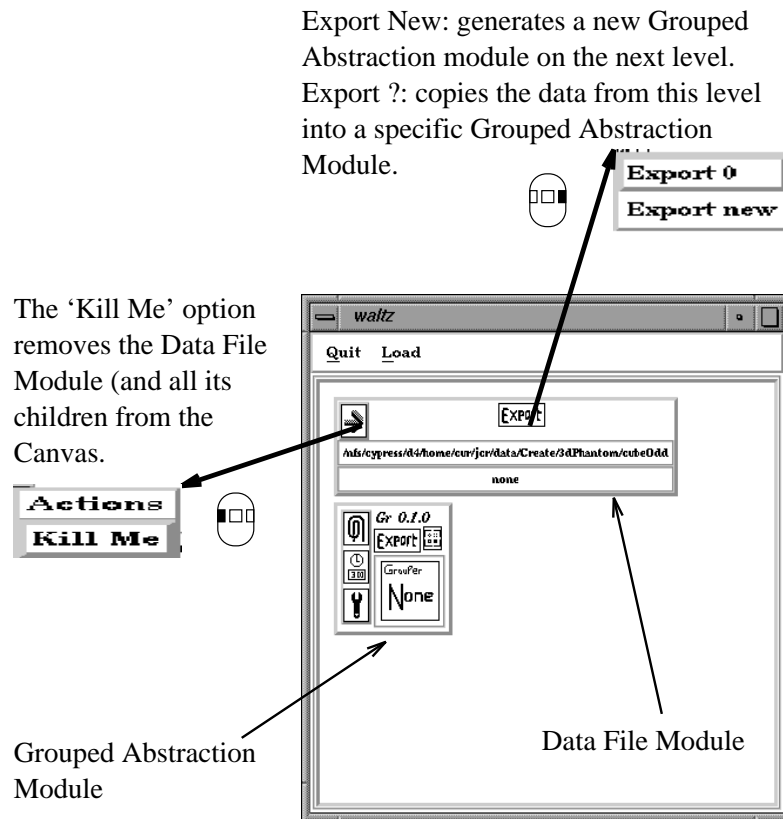 Export New: generates a new Grouped
Abstraction module on the next level.
Export ?: copies the data from this level
into a specific Grouped Abstraction
Module.
Export 0
Export new
The ‘Kill Me’ option
removes the Data File
Module (and all its
children from the
Canvas.
Actions
Kill Me
waltz
Quit Load
Export
/nfs/cypress/d4/home/cur/jcr/data/Create/3dPhantom/cubeOdd
none
Gr 0.1.0
Export
Grouper
None
Grouped Abstraction
Module
Data File Module